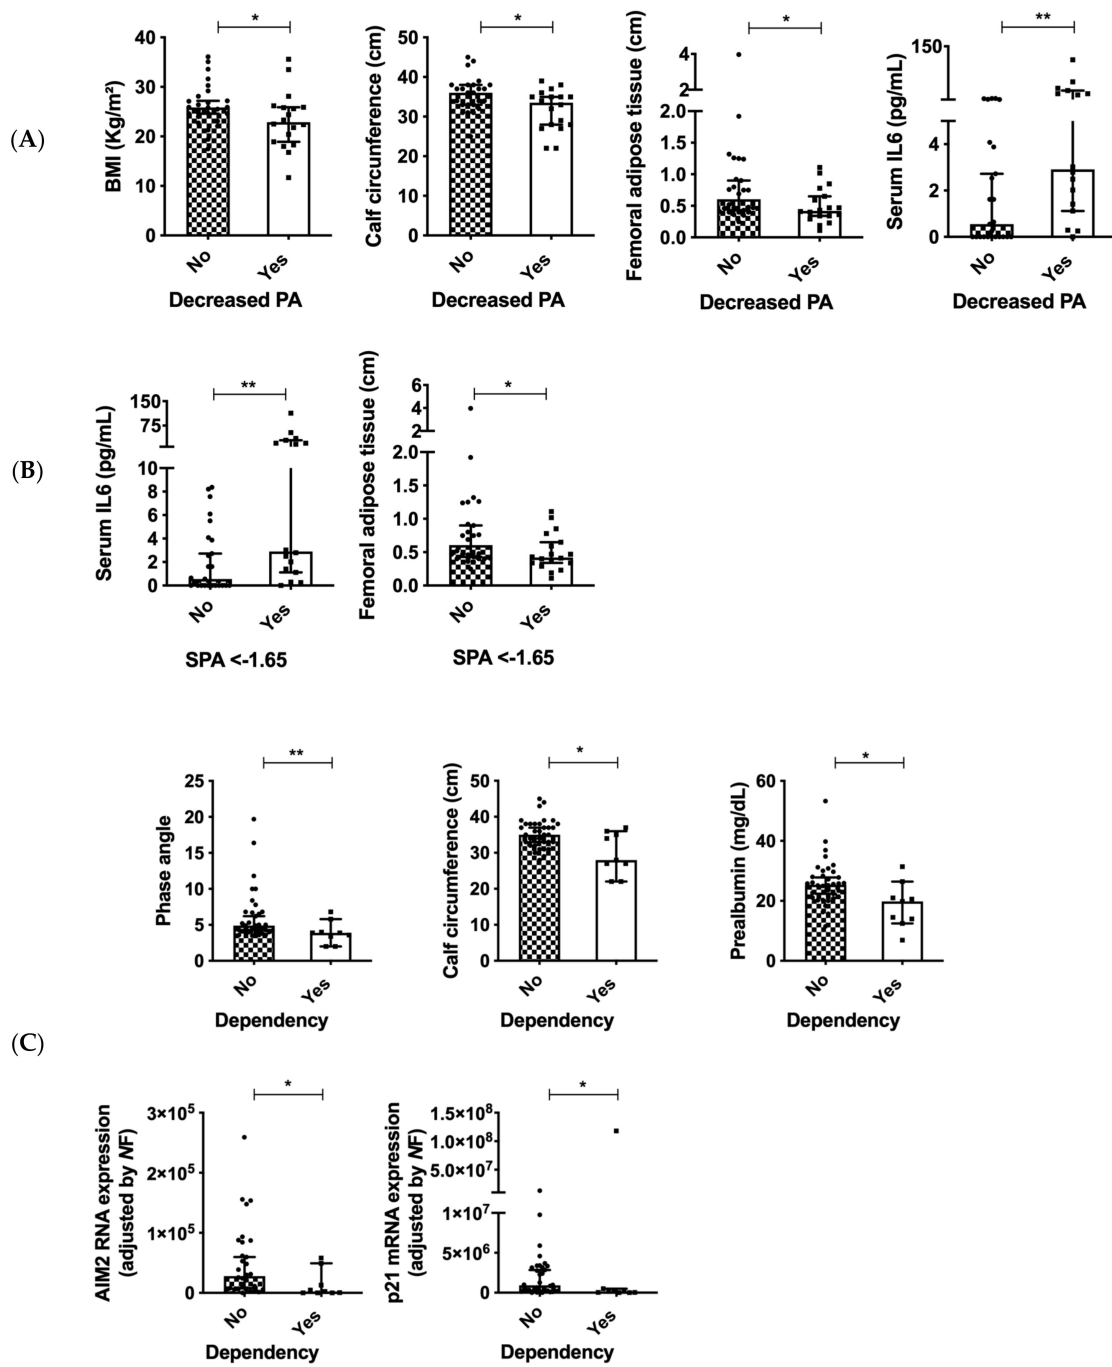 (A)
BMI (Kg/m²)
40
30
20
10
0
*
No
Yes
Decreased PA
Calf circunference (cm)
50
40
30
20
10
0
*
No
Yes
Decreased PA
Femoral adipose tissue (cm)
4
2
2.0
1.5
1.0
0.5
0.0
*
No
Yes
Decreased PA
Serum IL6 (pg/mL)
150
4
2
0
**
No
Yes
Decreased PA
(B)
Serum IL6 (pg/mL)
150
75
10
8
6
4
2
0
**
No
Yes
SPA <-1.65
Femoral adipose tissue (cm)
6
4
2
2.0
1.5
1.0
0.5
0.0
*
No
Yes
SPA <-1.65
(C)
Phase angle
25
20
15
10
5
0
**
No
Yes
Dependency
Calf circumference (cm)
50
40
30
20
10
0
*
No
Yes
Dependency
Prealbumin (mg/dL)
60
40
20
0
*
No
Yes
Dependency
AIM2 RNA expression
(adjusted by NF)
3×10⁵
2×10⁵
1×10⁵
0
*
No
Yes
Dependency
p21 mRNA expression
(adjusted by NF)
1.5×10⁸
1.0×10⁸
5.0×10⁷
1×10⁷
5×10⁶
0
*
No
Yes
Dependency